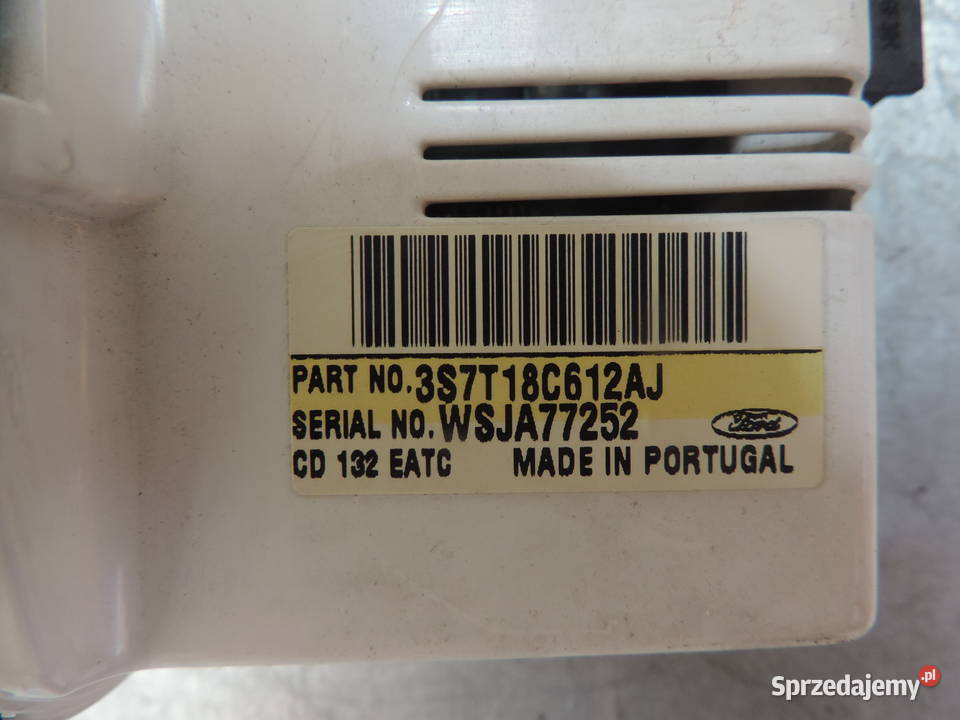 PART NO. 3S7T18C612AJ
SERIAL NO. WSJA77252
Ford
CD 132 EATC MADE IN PORTUGAL
Sprzedajemy.pl